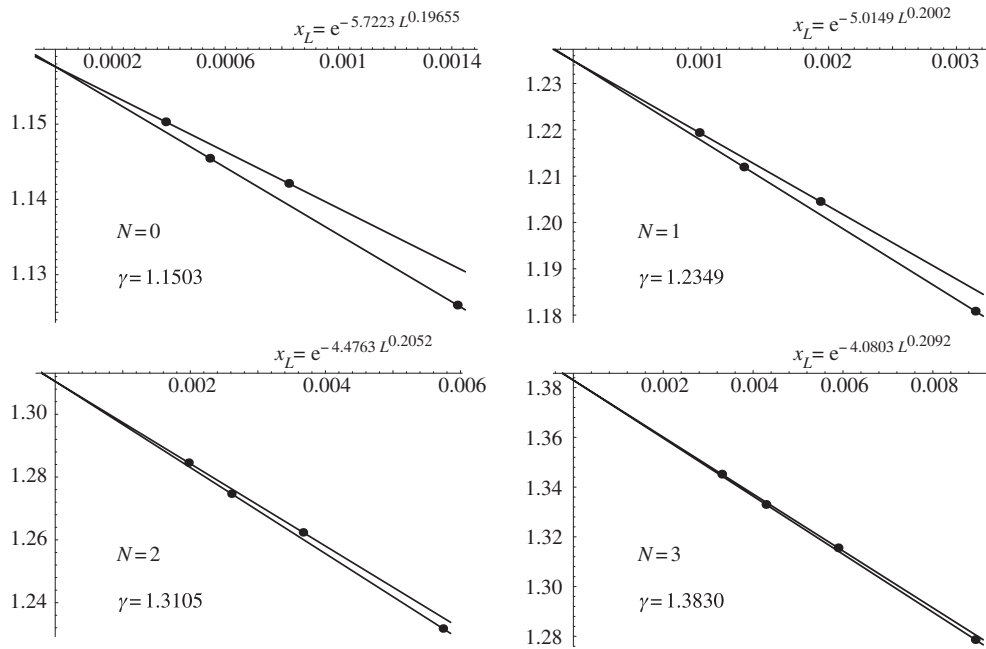 x_L = e^{-5.7223 L^{0.19655}}
0.0002 0.0006 0.001 0.0014
1.15
1.14
1.13
N=0
γ=1.1503
x_L = e^{-5.0149 L^{0.2002}}
0.001 0.002 0.003
1.23
1.22
1.21
1.20
1.19
1.18
N=1
γ=1.2349
x_L = e^{-4.4763 L^{0.2052}}
0.002 0.004 0.006
1.30
1.28
1.26
1.24
N=2
γ=1.3105
x_L = e^{-4.0803 L^{0.2092}}
0.002 0.004 0.006 0.008
1.38
1.36
1.34
1.32
1.30
1.28
N=3
γ=1.3830